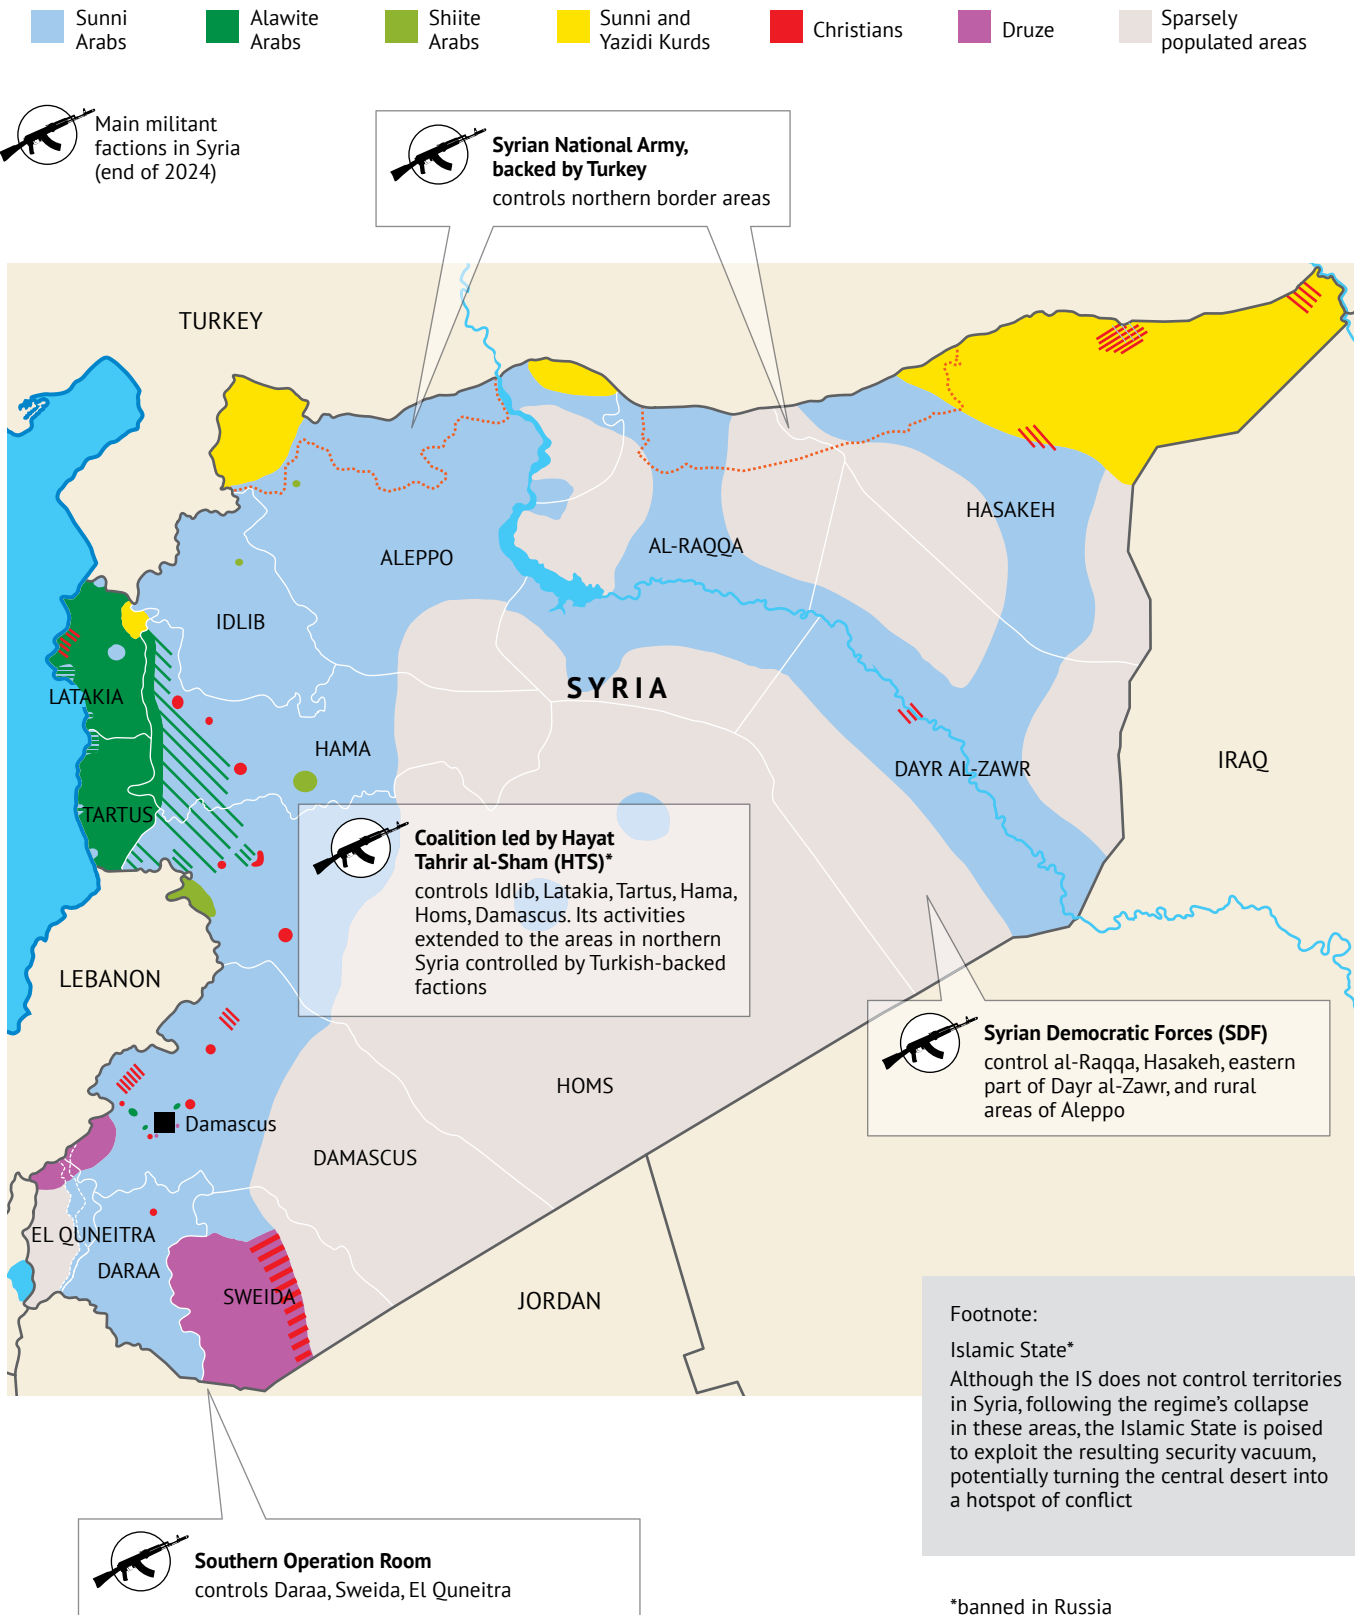 Sunni
Arabs
Alawite
Arabs
Shiite
Arabs
Sunni and
Yazidi Kurds
Christians
Druze
Sparsely
populated areas
Main militant
factions in Syria
(end of 2024)
Syrian National Army,
backed by Turkey
controls northern border areas
TURKEY
HASAKEH
AL-RAQQA
ALEPPO
IDLIB
SYRIA
LATAKIA
HAMA
IRAQ
DAYR AL-ZAWR
TARTUS
Coalition led by Hayat
Tahrir al-Sham (HTS)*
controls Idlib, Latakia, Tartus, Hama,
Homs, Damascus. Its activities
extended to the areas in northern
Syria controlled by Turkish-backed
factions
LEBANON
Syrian Democratic Forces (SDF)
control al-Raqqa, Hasakeh, eastern
part of Dayr al-Zawr, and rural
areas of Aleppo
HOMS
Damascus
DAMASCUS
EL QUNEITRA
DARAA
SWEIDA
JORDAN
Footnote:
Islamic State*
Although the IS does not control territories
in Syria, following the regime's collapse
in these areas, the Islamic State is poised
to exploit the resulting security vacuum,
potentially turning the central desert into
a hotspot of conflict
Southern Operation Room
controls Daraa, Sweida, El Quneitra
*banned in Russia